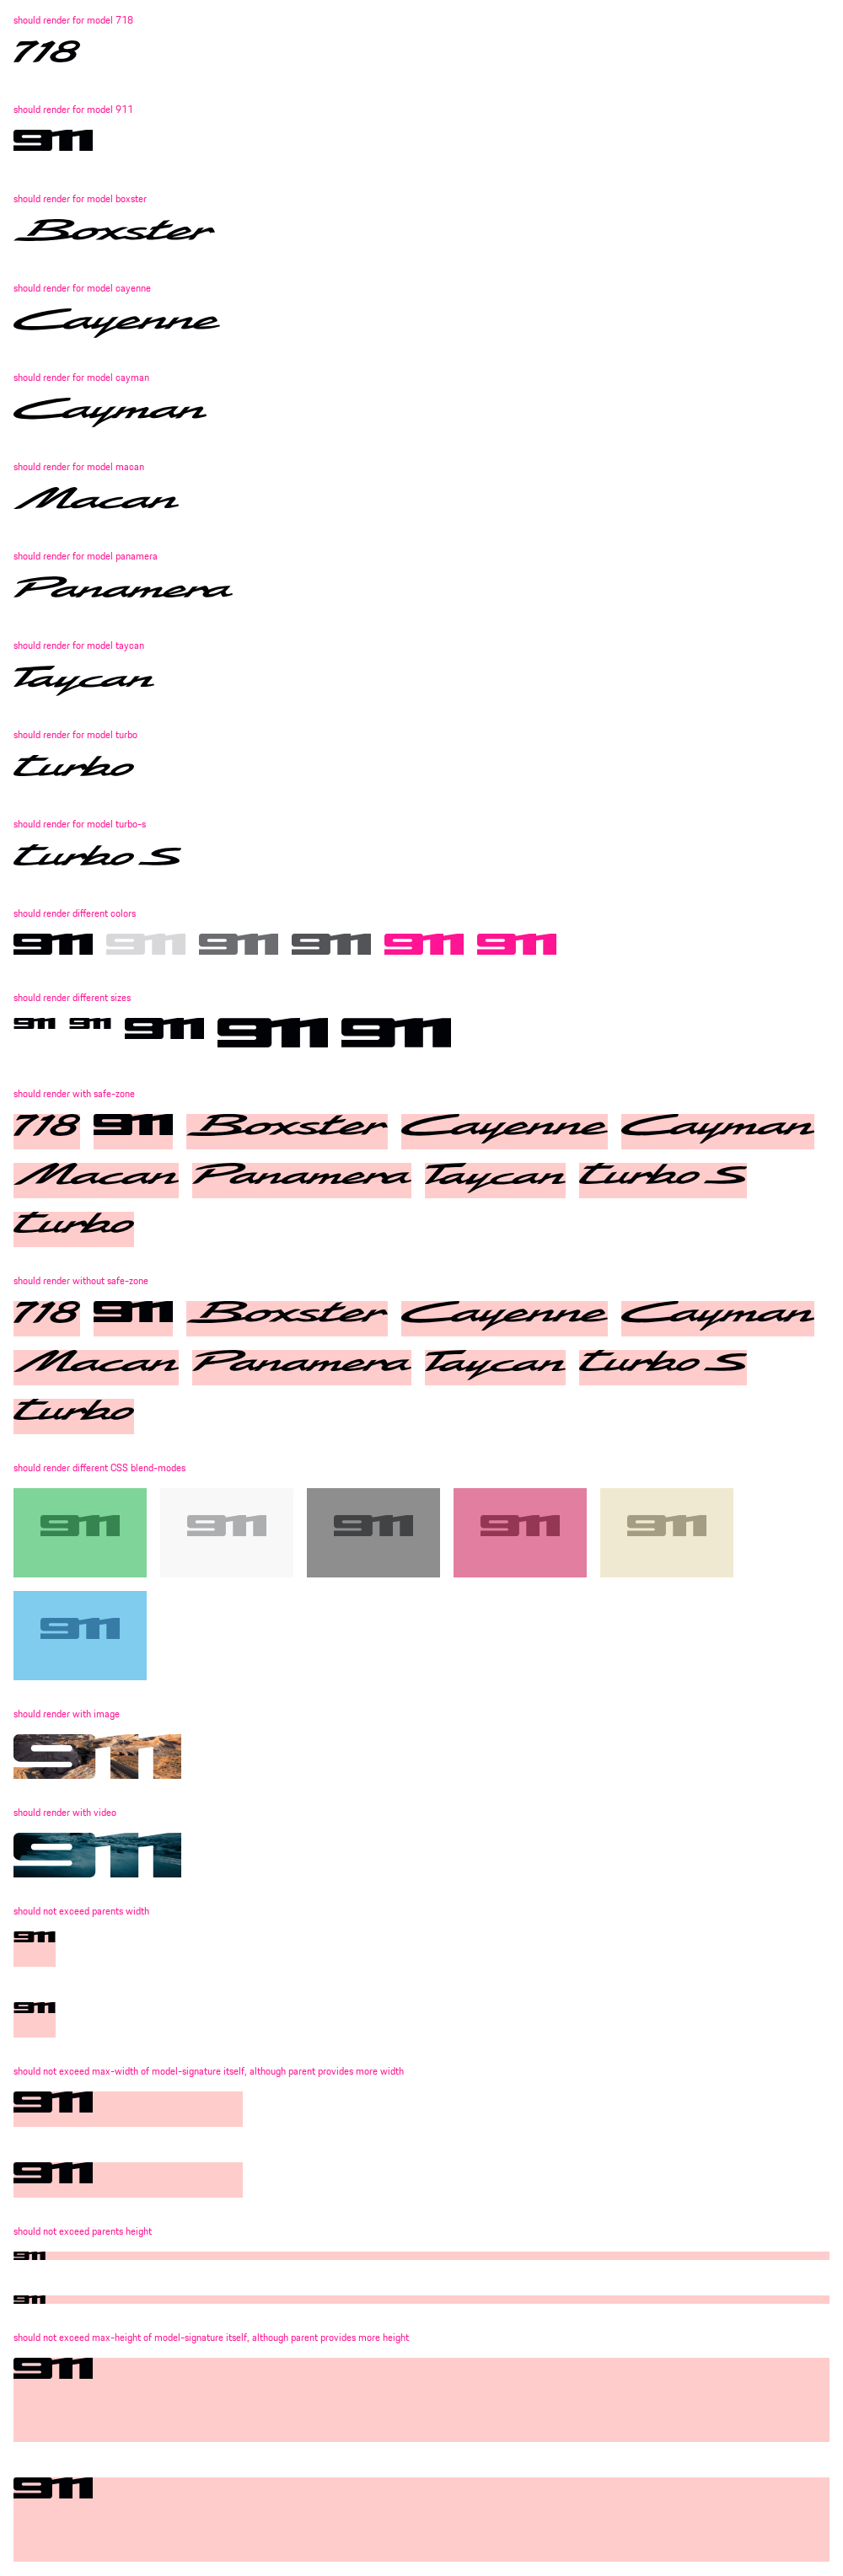 should render for model 718
718
should render for model 911
911
should render for model boxster
Boxster
should render for model cayenne
Cayenne
should render for model cayman
Cayman
should render for model macan
Macan
should render for model panamera
Panamera
should render for model taycan
Taycan
should render for model turbo
turbo
should render for model turbo-s
turbo S
should render different colors
911 911 911 911 911 911
should render different sizes
911 911 911 911 911
should render with safe-zone
718 911 Boxster Cayenne Cayman
Macan Panamera Taycan turbo S
turbo
should render without safe-zone
718 911 Boxster Cayenne Cayman
Macan Panamera Taycan turbo S
turbo
should render different CSS blend-modes
911 911 911 911 911
911
should render with image
911
should render with video
911
should not exceed parents width
911
911
should not exceed max-width of model-signature itself, although parent provides more width
911
911
should not exceed parents height
911
911
should not exceed max-height of model-signature itself, although parent provides more height
911
911